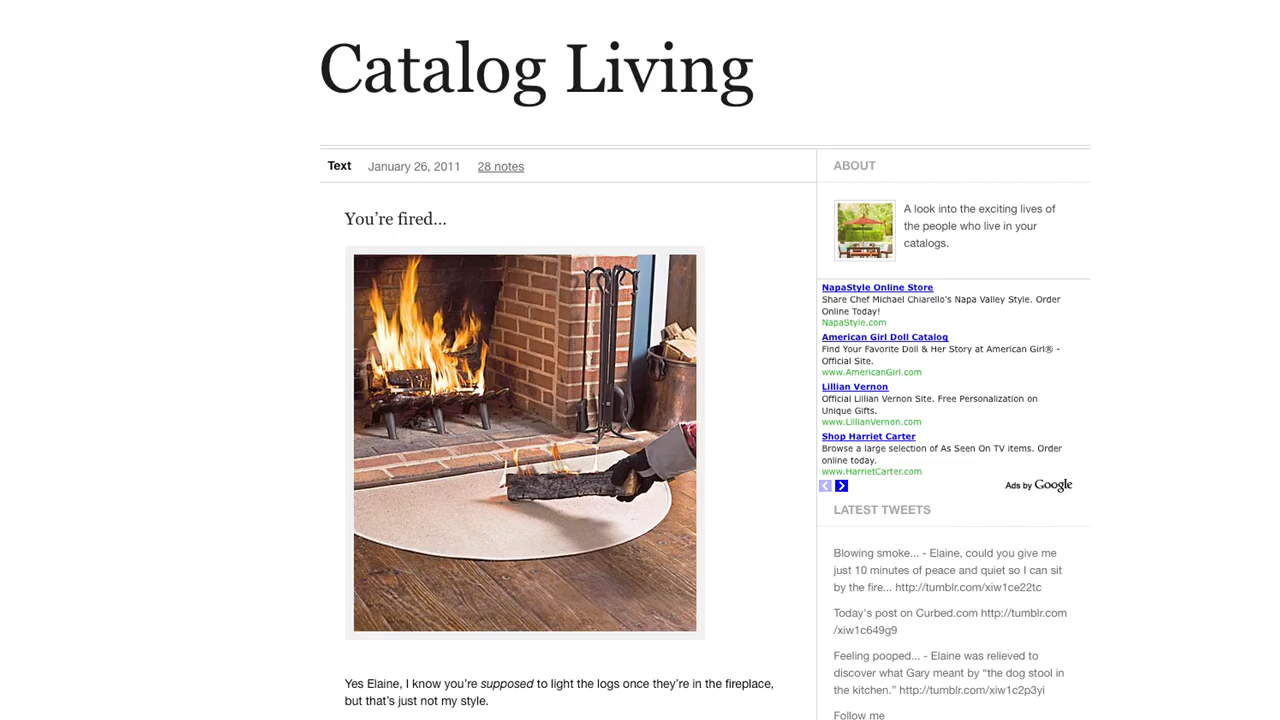 Catalog Living
Text January 26, 2011 28 notes
You're fired...
Yes Elaine, I know you're supposed to light the logs once they're in the fireplace,
but that's just not my style.
ABOUT
A look into the exciting lives of
the people who live in your
catalogs.
NapaStyle Online Store
Share Chef Michael Chiarello's Napa Valley Style. Order
Online Today!
NapaStyle.com
American Girl Doll Catalog
Find Your Favorite Doll & Her Story at American Girl® -
Official Site.
www.AmericanGirl.com
Lillian Vernon
Official Lillian Vernon Site. Free Personalization on
Unique Gifts.
www.LillianVernon.com
Shop Harriet Carter
Browse a large selection of As Seen On TV items. Order
online today.
www.HarrietCarter.com
Ads by Google
LATEST TWEETS
Blowing smoke... - Elaine, could you give me
just 10 minutes of peace and quiet so I can sit
by the fire... http://tumblr.com/xiw1ce22tc
Today's post on Curbed.com http://tumblr.com
/xiw1c649g9
Feeling pooped... - Elaine was relieved to
discover what Gary meant by “the dog stool in
the kitchen.” http://tumblr.com/xiw1c2p3yi
Follow me